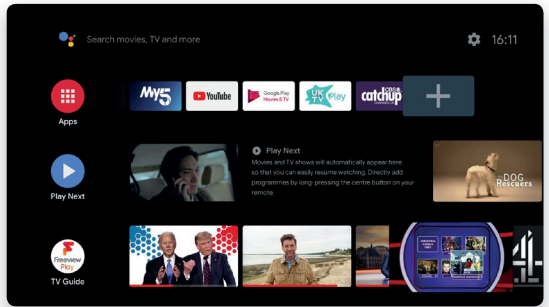 Search movies, TV and more
16:11
My5
YouTube
Google Play
Movies & TV
UKTV Play
CBS
catchup
Apps
Play Next
Movies and TV shows will automatically appear here
so that you can easily resume watching. Directly add
programmes by long-pressing the centre button on your
remote.
Play Next
The DOG
Rescuers
Freeview
Play
TV Guide
4